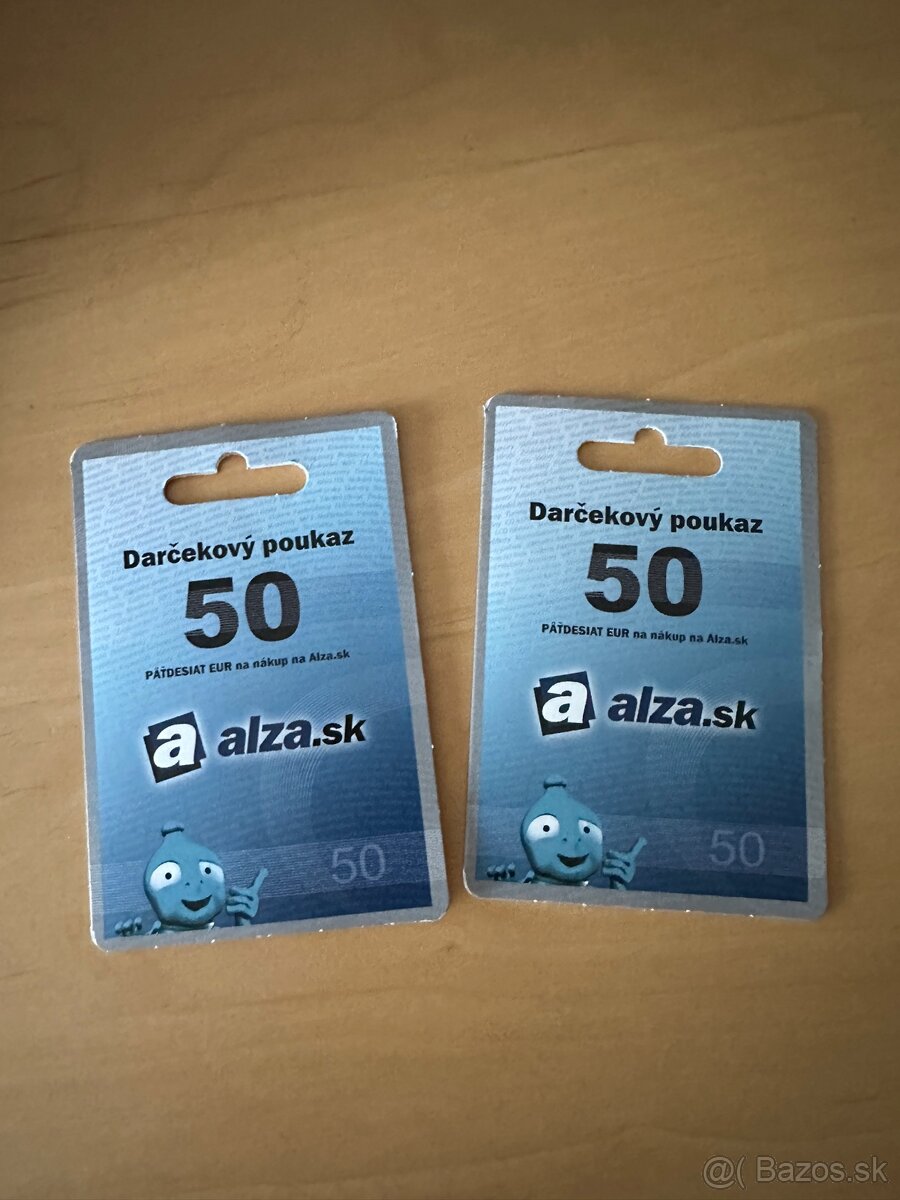 Darčekový poukaz
50
PÄŤDESIAT EUR na nákup na Alza.sk
a alza.sk
50
Darčekový poukaz
50
PÄŤDESIAT EUR na nákup na Alza.sk
a alza.sk
50
@( Bazos.sk